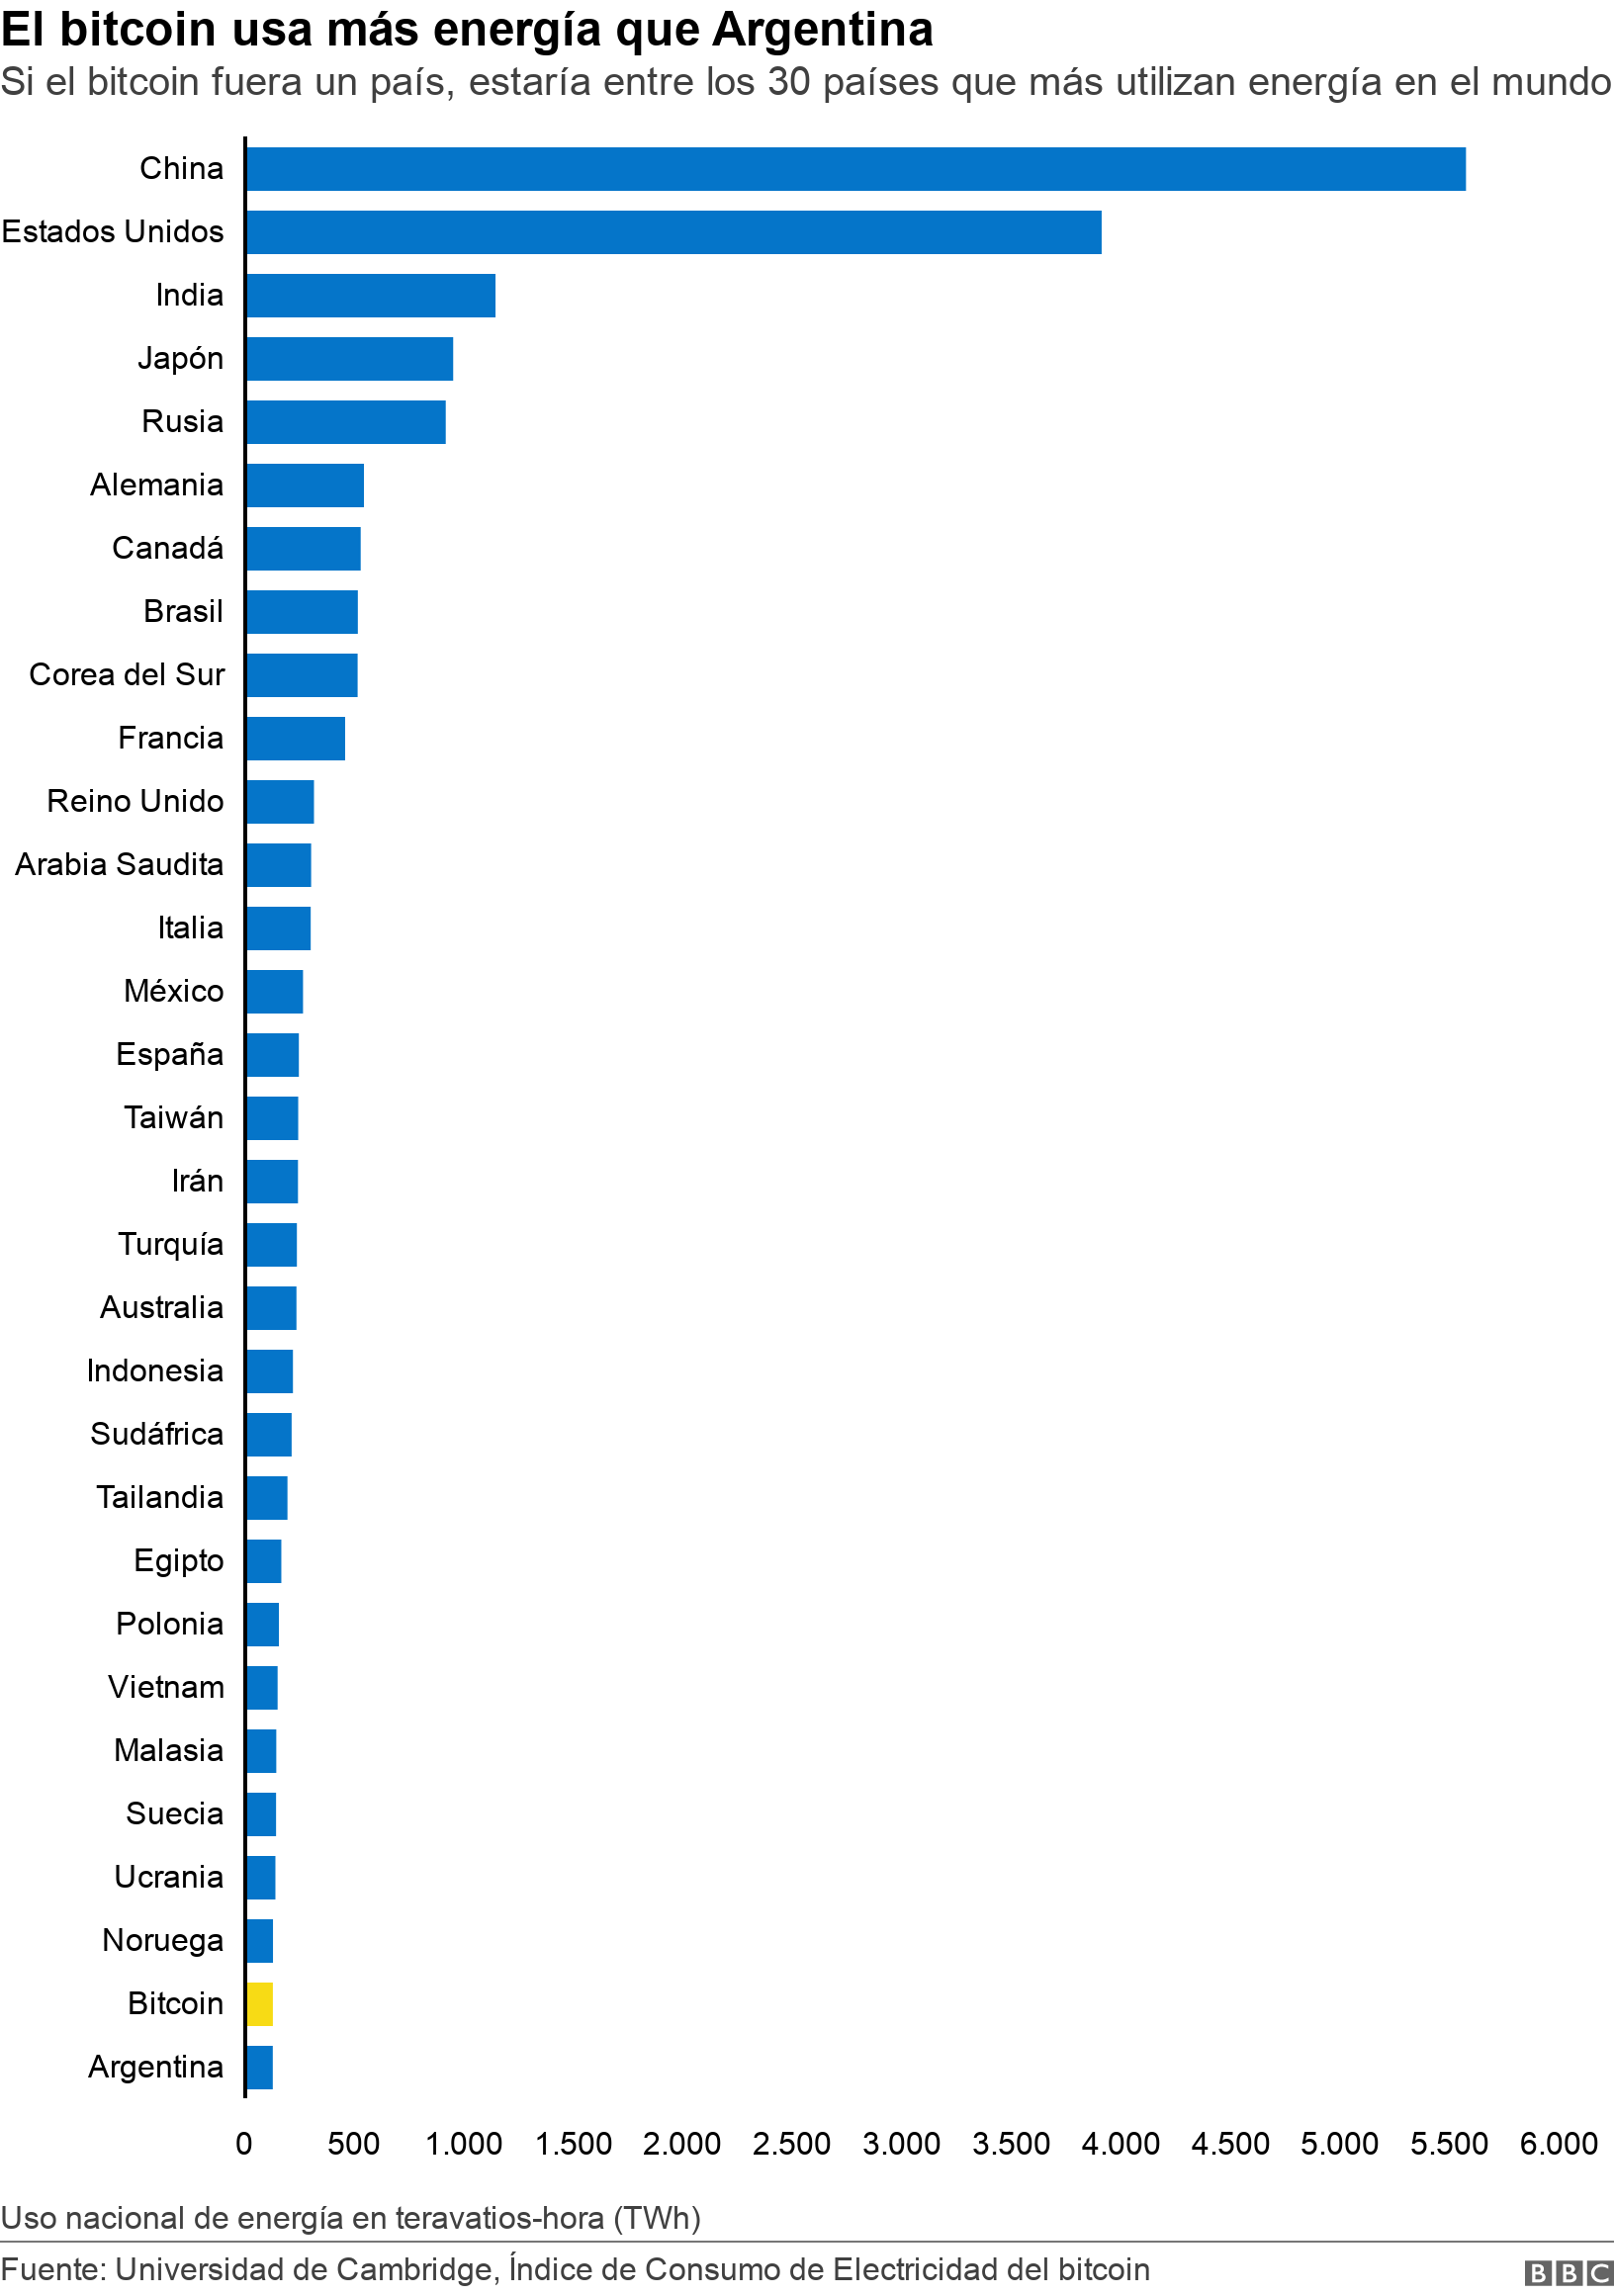 El bitcoin usa más energía que Argentina
Si el bitcoin fuera un país, estaría entre los 30 países que más utilizan energía en el mundo
China
Estados Unidos
India
Japón
Rusia
Alemania
Canadá
Brasil
Corea del Sur
Francia
Reino Unido
Arabia Saudita
Italia
México
España
Taiwán
Irán
Turquía
Australia
Indonesia
Sudáfrica
Tailandia
Egipto
Polonia
Vietnam
Malasia
Suecia
Ucrania
Noruega
Bitcoin
Argentina
0 500 1.000 1.500 2.000 2.500 3.000 3.500 4.000 4.500 5.000 5.500 6.000
Uso nacional de energía en teravatios-hora (TWh)
Fuente: Universidad de Cambridge, Índice de Consumo de Electricidad del bitcoin
BBC